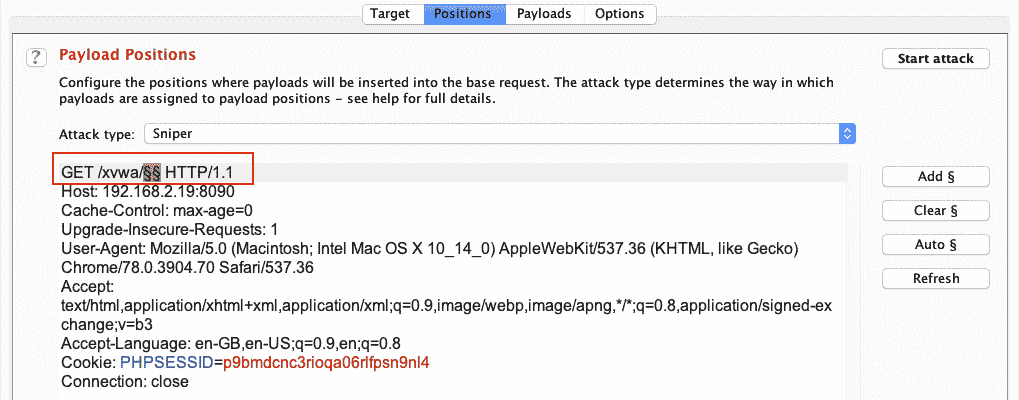 Target Positions Payloads Options
?
Payload Positions
Start attack
Configure the positions where payloads will be inserted into the base request. The attack type determines the way in which
payloads are assigned to payload positions – see help for full details.
Attack type: Sniper
GET /xvwa/§§ HTTP/1.1
Host: 192.168.2.19:8090
Cache-Control: max-age=0
Upgrade-Insecure-Requests: 1
User-Agent: Mozilla/5.0 (Macintosh; Intel Mac OS X 10_14_0) AppleWebKit/537.36 (KHTML, like Gecko)
Chrome/78.0.3904.70 Safari/537.36
Accept:
text/html,application/xhtml+xml,application/xml;q=0.9,image/webp,image/apng,*/*;q=0.8,application/signed-ex
change;v=b3
Accept-Language: en-GB,en-US;q=0.9,en;q=0.8
Cookie: PHPSESSID=p9bmdcnc3rioqa06rlfpsn9nl4
Connection: close
Add §
Clear §
Auto §
Refresh